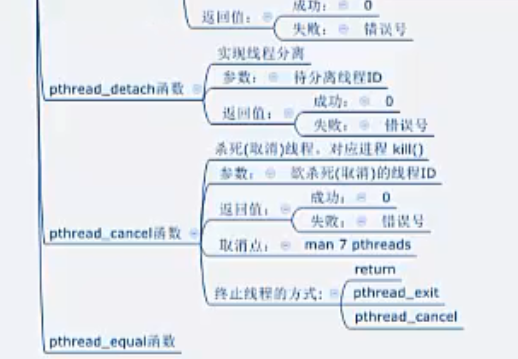 返回值: 成功: 0
失败: 错误号
pthread_detach函数
实现线程分离
参数: 待分离线程ID
返回值: 成功: 0
失败: 错误号
pthread_cancel函数
杀死(取消)线程，对应进程 kill()
参数: 欲杀死(取消)的线程ID
返回值: 成功: 0
失败: 错误号
取消点: man 7 pthreads
终止线程的方式: return
pthread_exit
pthread_cancel
pthread_equal函数